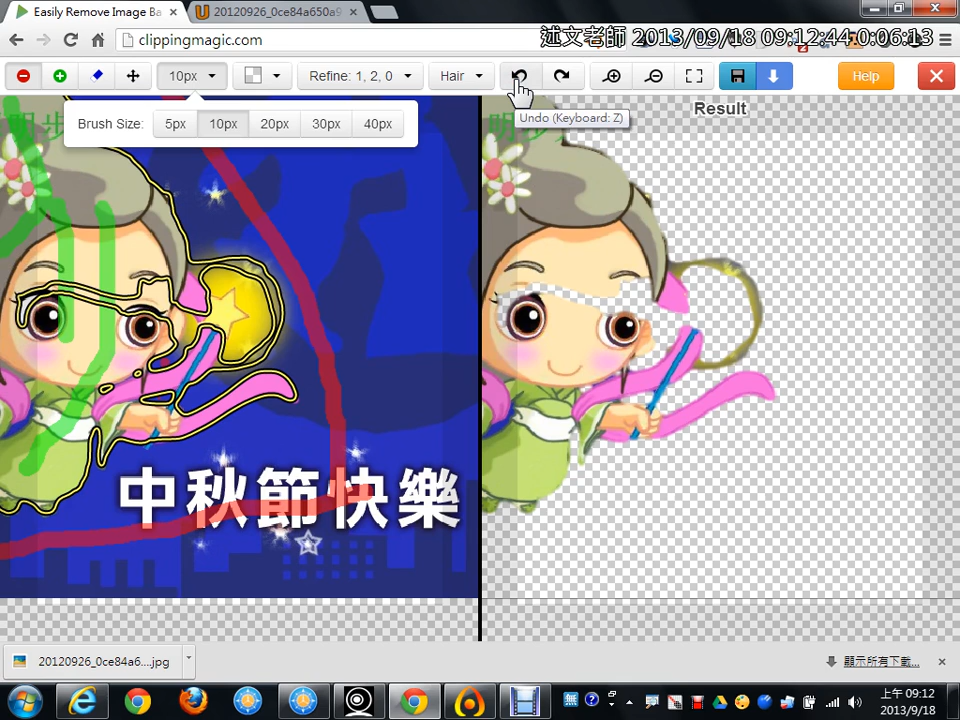 Easily Remove Image Ba
20120926_0ce84a650a9
述文老師 2013/09/18 09:12:44 0:06:13
clippingmagic.com
10px
Refine: 1, 2, 0
Hair
Help
Brush Size:
5px
10px
20px
30px
40px
Undo (Keyboard: Z)
Result
中秋節快樂
20120926_0ce84a6....jpg
顯示所有下載...
上午 09:12
2013/9/18